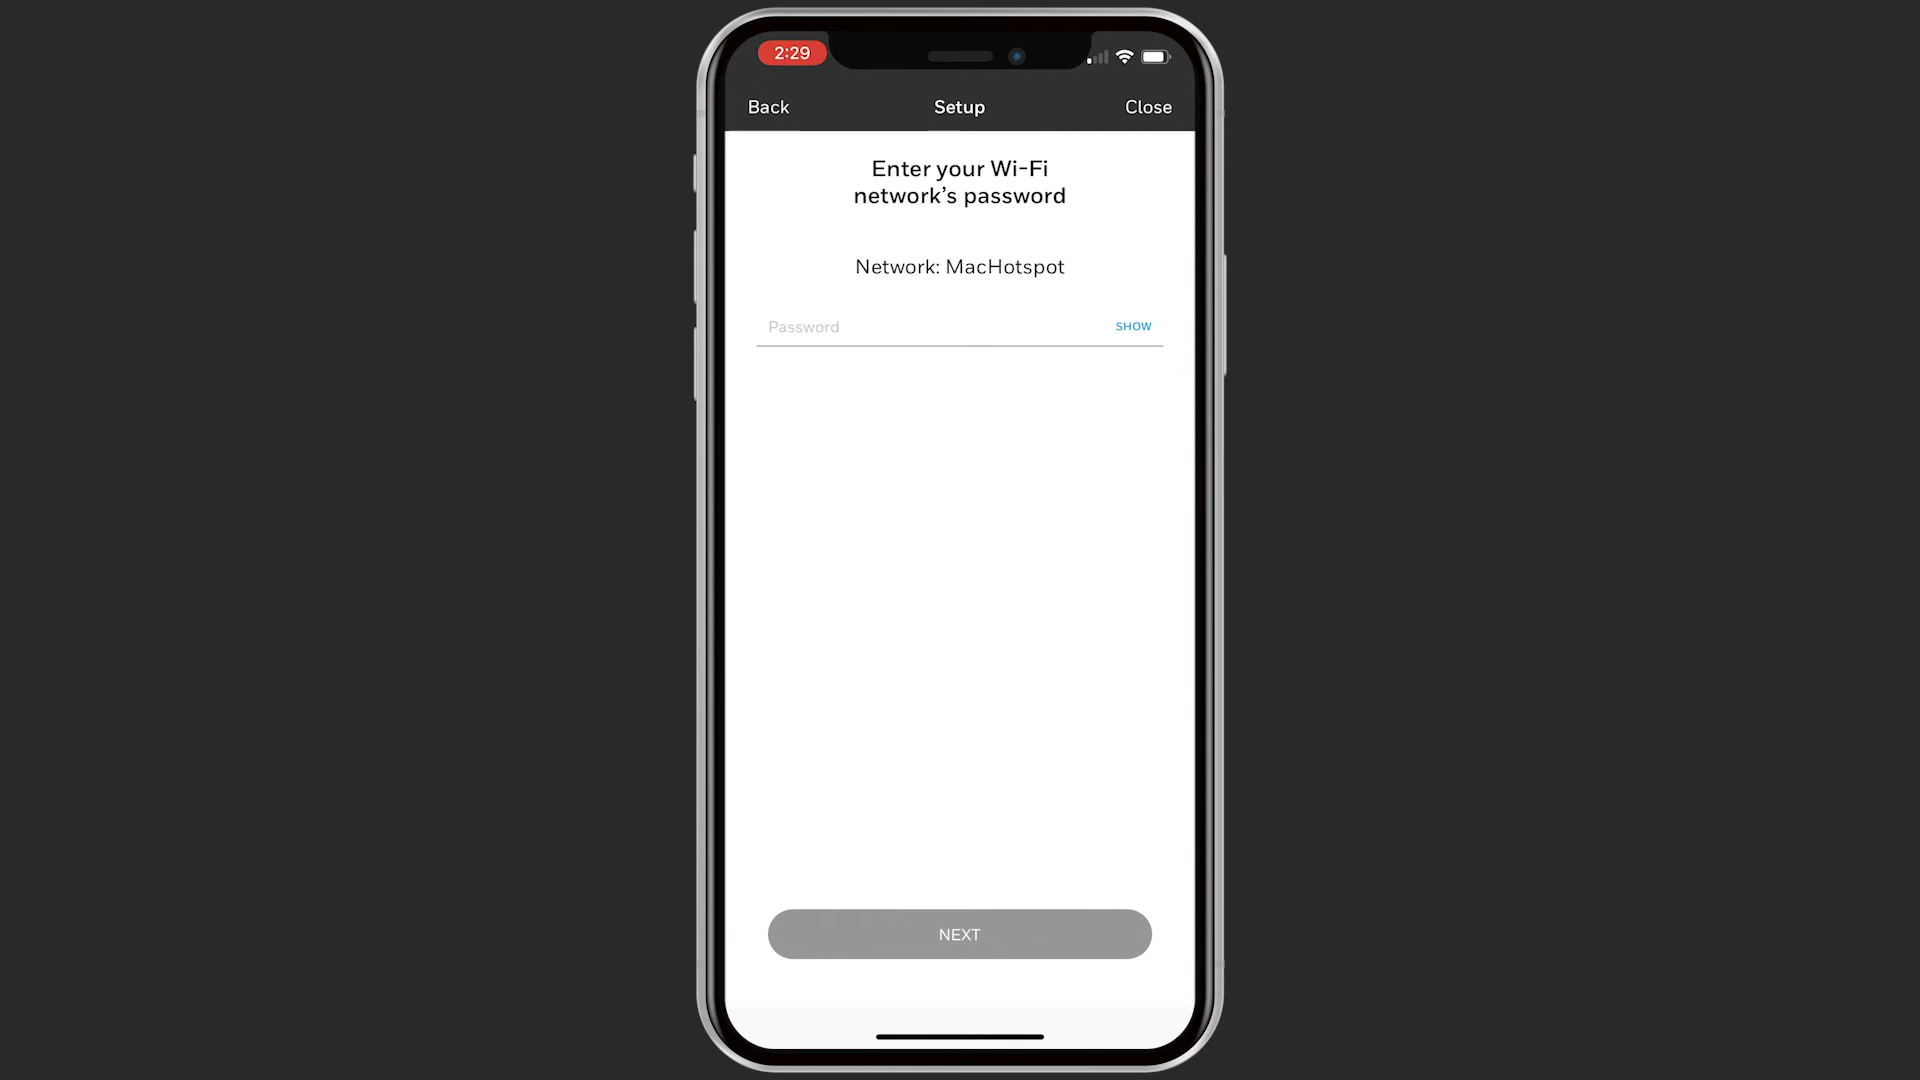 2:29
Back Setup Close
Enter your Wi-Fi
network’s password
Network: MacHotspot
Password SHOW
NEXT